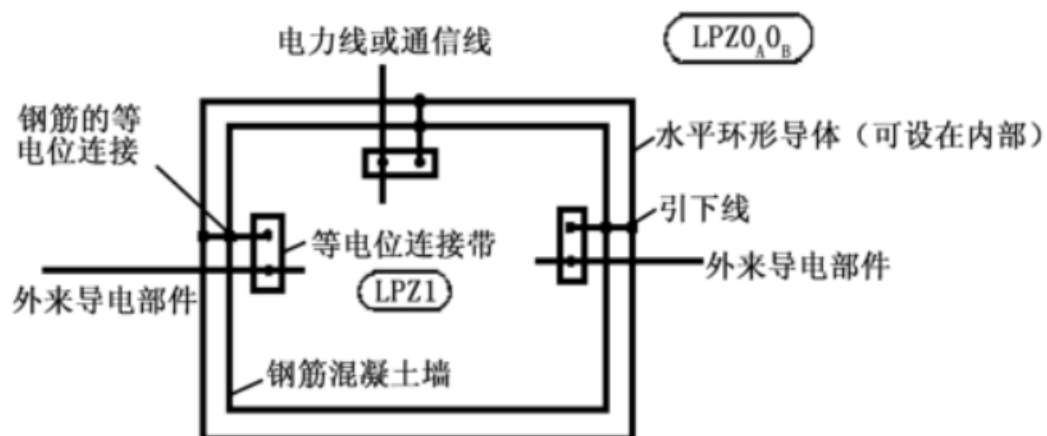 电力线或通信线
LPZ0A0B
钢筋的等
电位连接
水平环形导体（可设在内部）
引下线
等电位连接带
外来导电部件
LPZ1
外来导电部件
钢筋混凝土墙